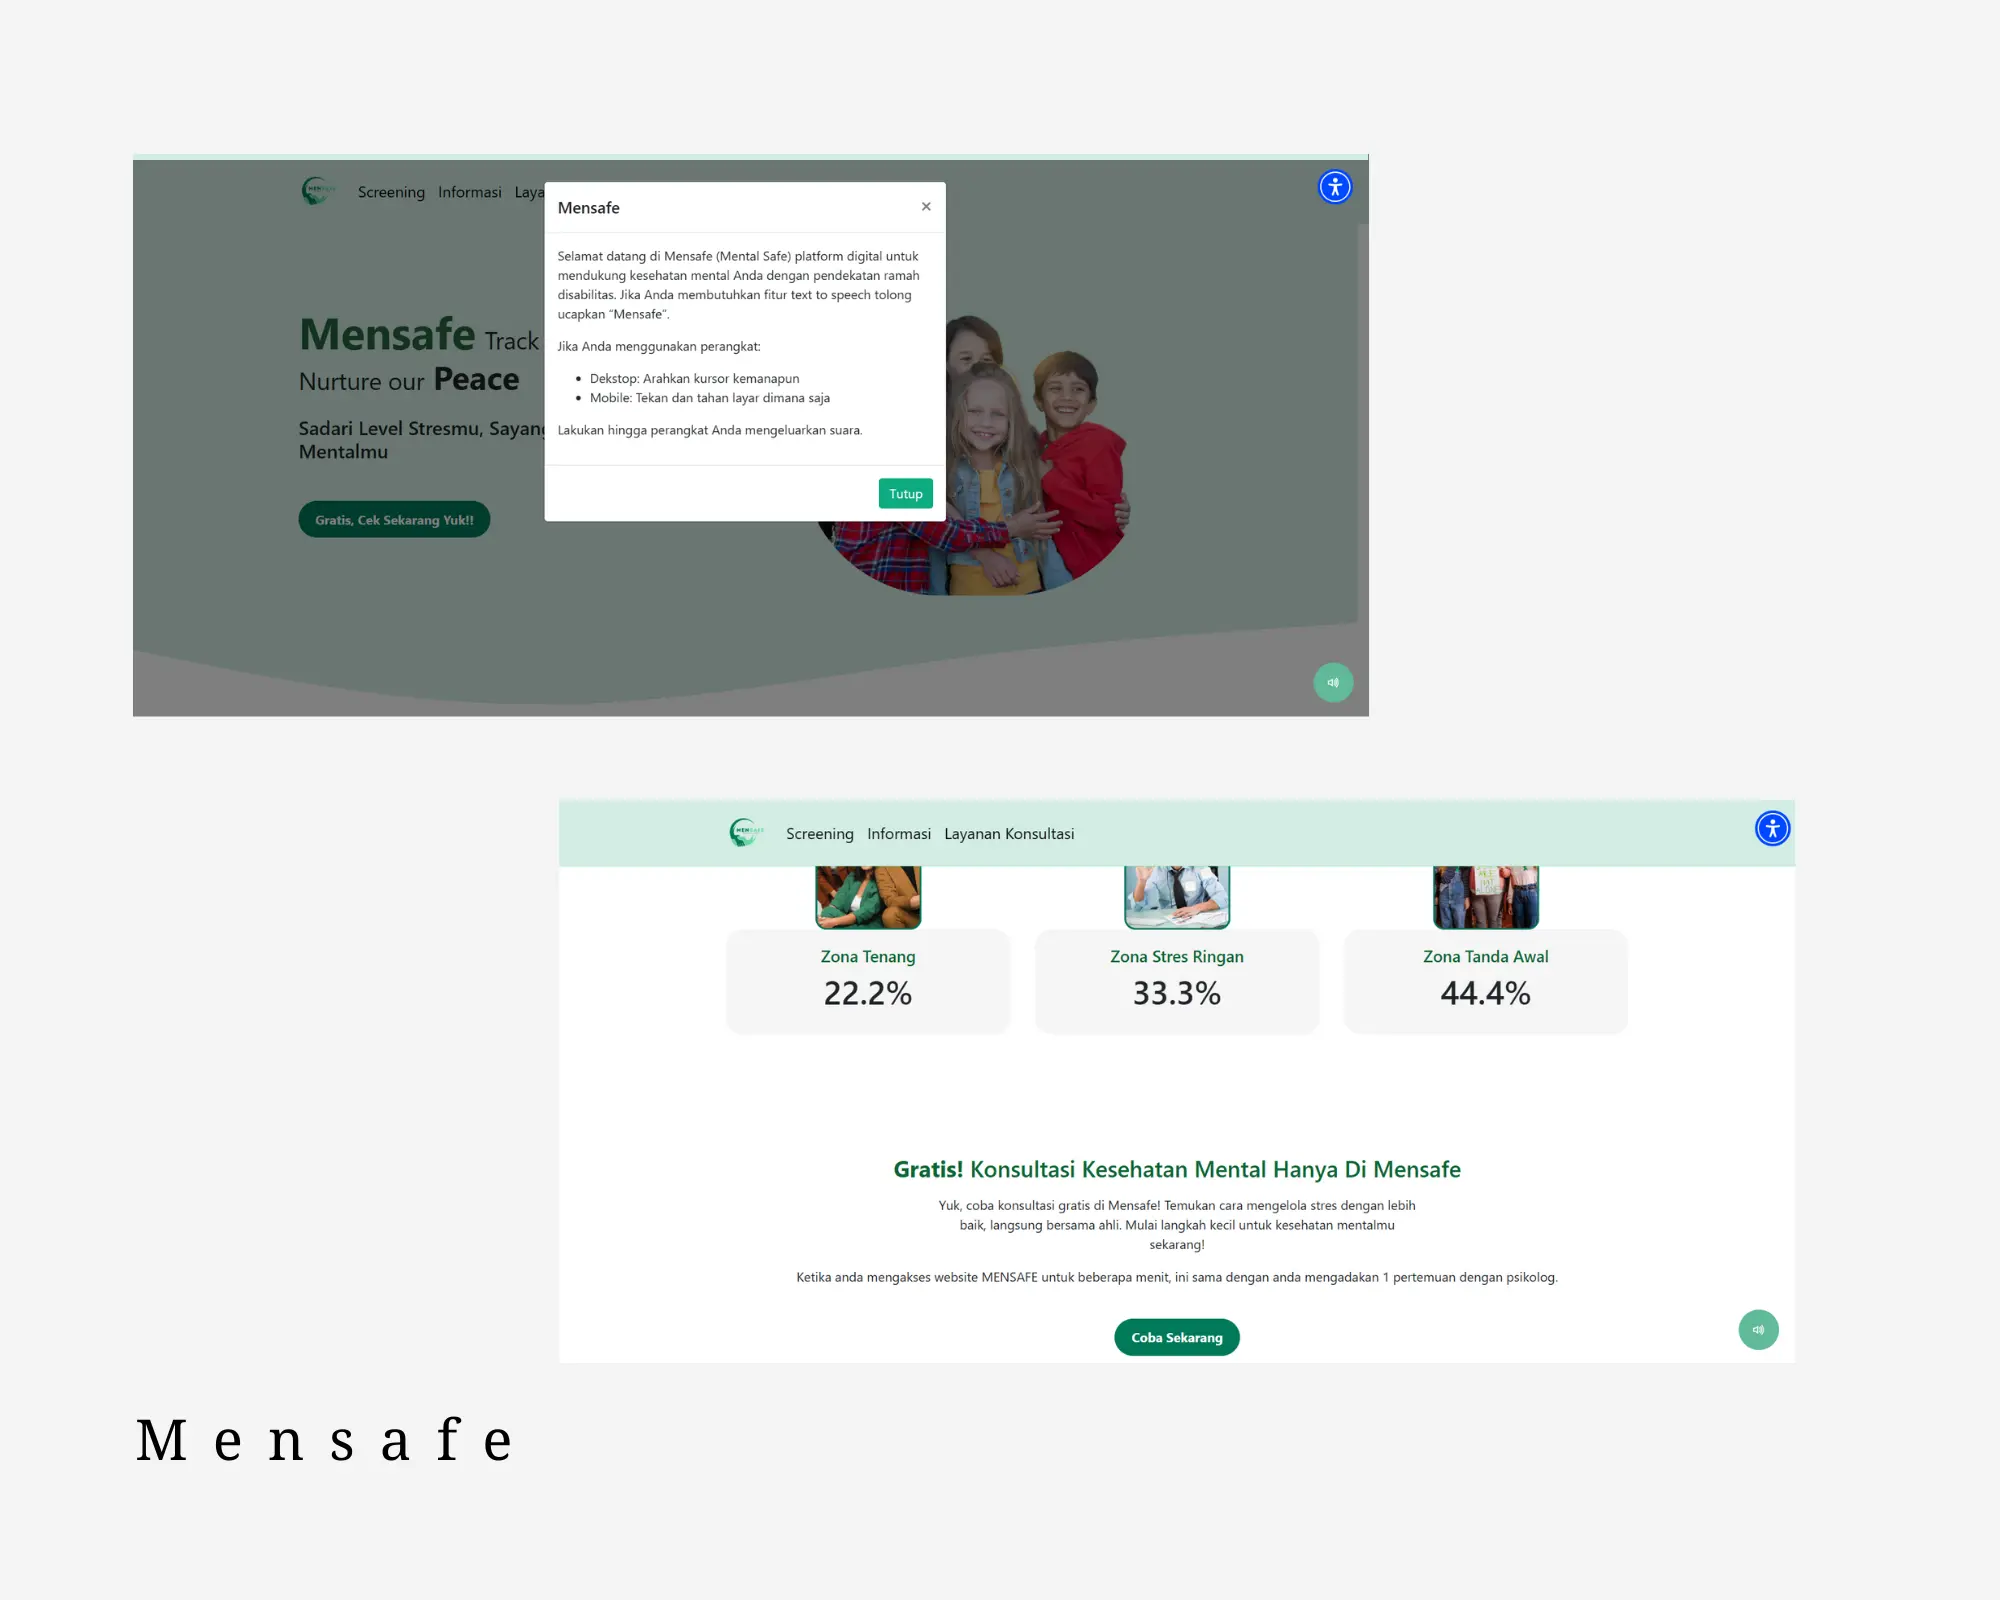 Screening Informasi Laya
Mensafe
×
Selamat datang di Mensafe (Mental Safe) platform digital untuk
mendukung kesehatan mental Anda dengan pendekatan ramah
disabilitas. Jika Anda membutuhkan fitur text to speech tolong
ucapkan “Mensafe”.
Jika Anda menggunakan perangkat:
• Dekstop: Arahkan kursor kemanapun
• Mobile: Tekan dan tahan layar dimana saja
Lakukan hingga perangkat Anda mengeluarkan suara.
Tutup
Mensafe Track
Nurture our Peace
Sadari Level Stresmu, Sayang
Mentalmu
Gratis, Cek Sekarang Yuk!!
MENSAFE Screening Informasi Layanan Konsultasi
Zona Tenang
22.2%
Zona Stres Ringan
33.3%
Zona Tanda Awal
44.4%
Gratis! Konsultasi Kesehatan Mental Hanya Di Mensafe
Yuk, coba konsultasi gratis di Mensafe! Temukan cara mengelola stres dengan lebih
baik, langsung bersama ahli. Mulai langkah kecil untuk kesehatan mentalmu
sekarang!
Ketika anda mengakses website MENSAFE untuk beberapa menit, ini sama dengan anda mengadakan 1 pertemuan dengan psikolog.
Coba Sekarang
Mensafe